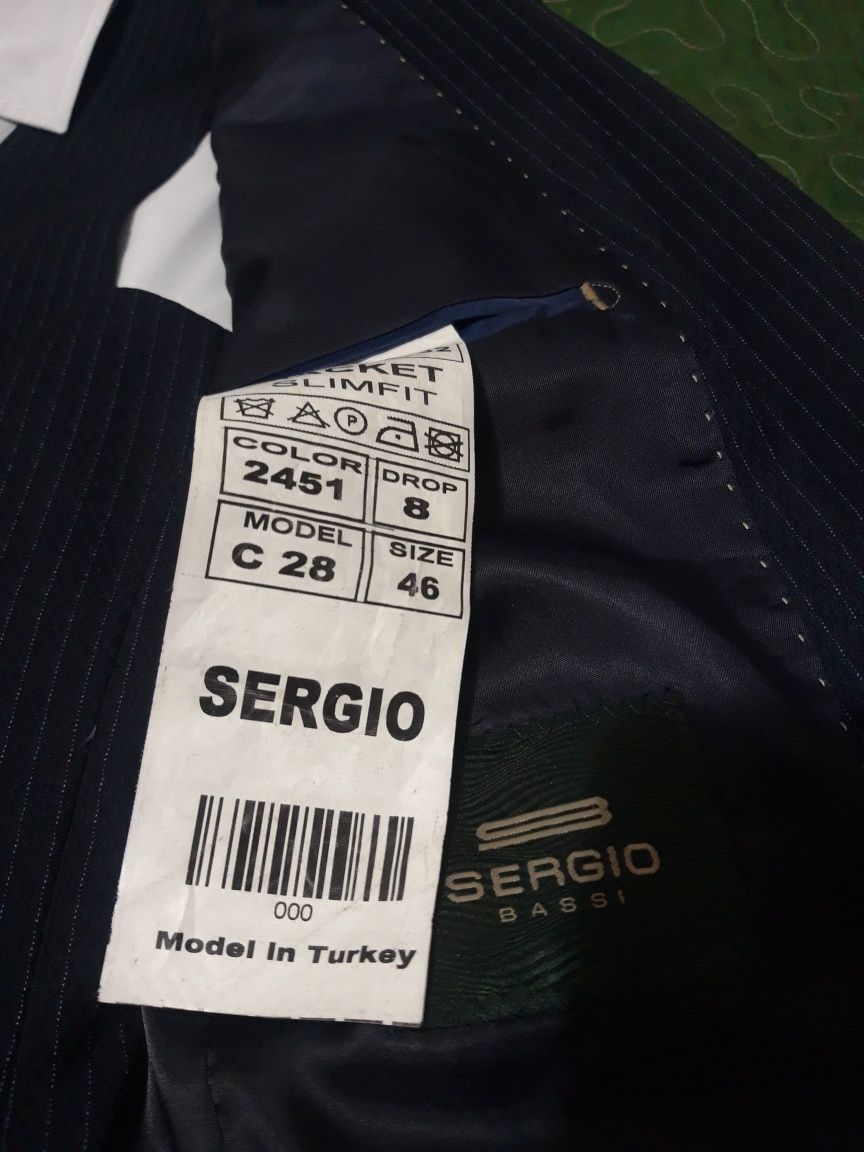 SLIMFIT
P
COLOR
2451
DROP
8
MODEL
C 28
SIZE
46
SERGIO
000
Model In Turkey
SERGIO
BASSI